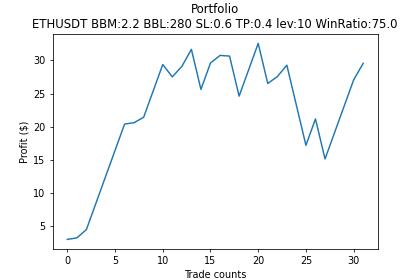 Portfolio
ETHUSDT BBM:2.2 BBL:280 SL:0.6 TP:0.4 lev:10 WinRatio:75.0
30
25
20
15
10
5
Profit ($)
0 5 10 15 20 25 30
Trade counts